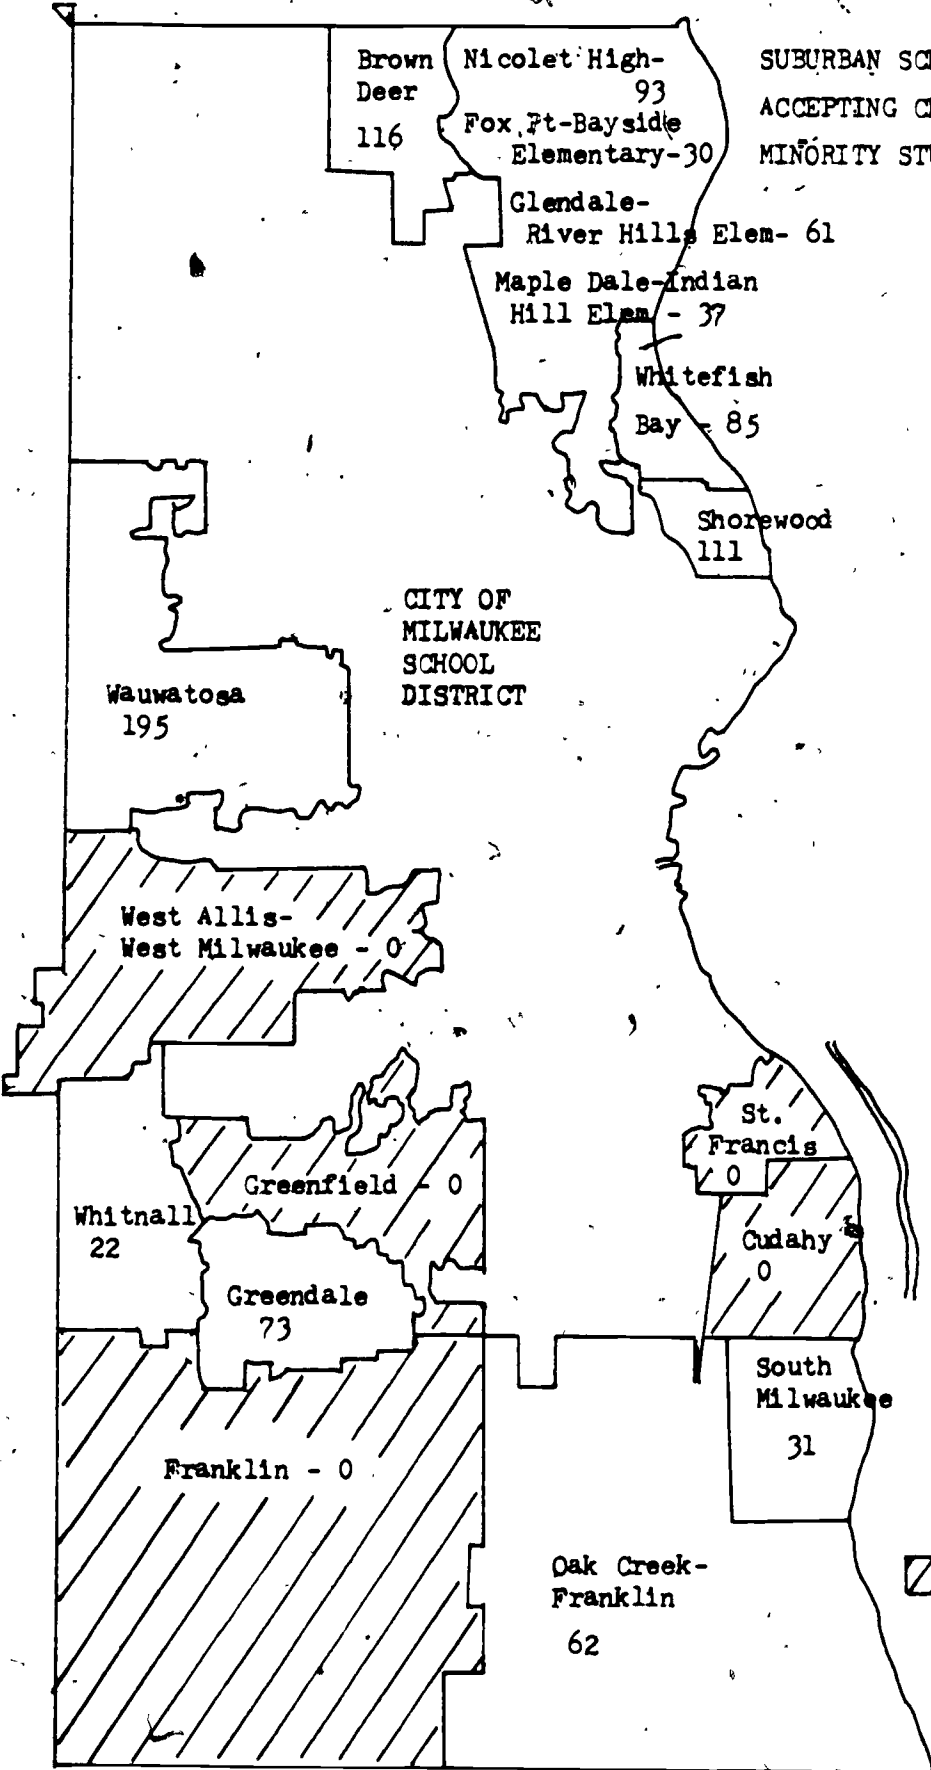 Brown
Deer
116
Nicolet High-
93
Fox Pt-Bayside
Elementary-30
SUBURBAN
ACCEPTING
MINORITY
Glendale-
River Hills Elem- 61
Maple Dale-Indian
Hill Elem - 37
Whitefish
Bay - 85
Shorewood
111
CITY OF
MILWAUKEE
SCHOOL
DISTRICT
Wauwatosa
195
West Allis-
West Milwaukee - 0
St.
Francis
0
Greenfield - 0
Whitnall
22
Cudahy
0
Greendale
73
South
Milwaukee
31
Franklin - 0
Oak Creek-
Franklin
62